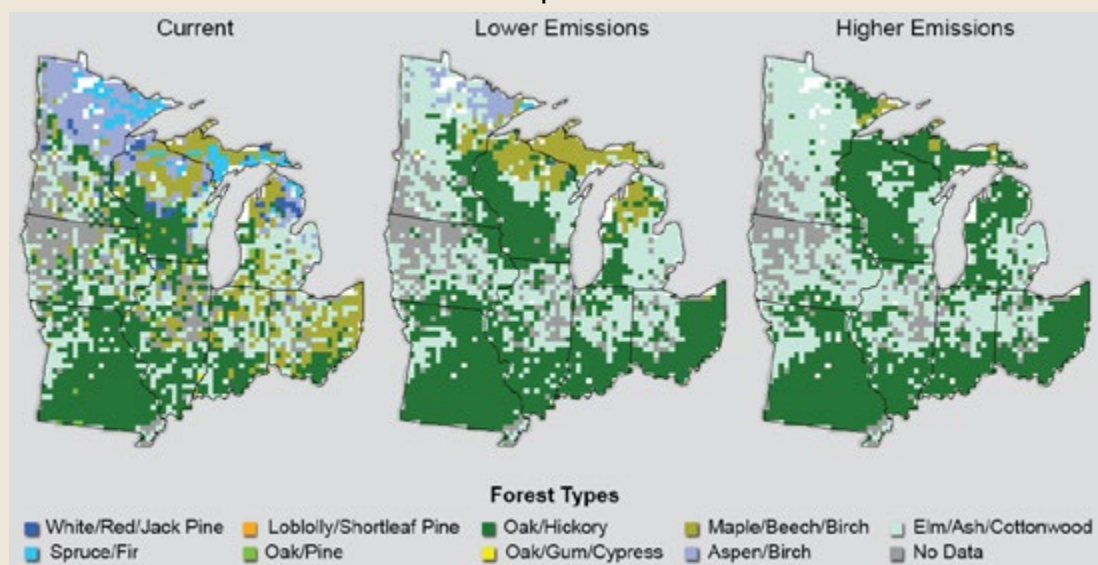 Current Lower Emissions Higher Emissions
Forest Types
White/Red/Jack Pine Loblolly/Shortleaf Pine Oak/Hickory Maple/Beech/Birch Elm/Ash/Cottonwood
Spruce/Fir Oak/Pine Oak/Gum/Cypress Aspen/Birch No Data